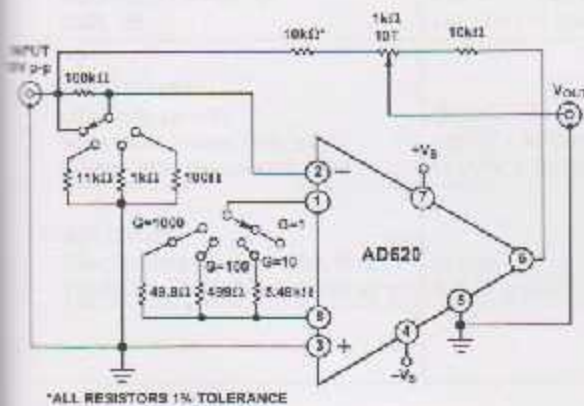 INPUT
10V p-p
100kΩ
10kΩ*
1kΩ
10T
10kΩ
VOUT
11kΩ
1kΩ
100Ω
G=1000
G=1
G=100
G=10
49.9Ω
499Ω
5.49kΩ
2
1
8
3
−
+
AD620
+VS
7
6
5
4
−VS
*ALL RESISTORS 1% TOLERANCE